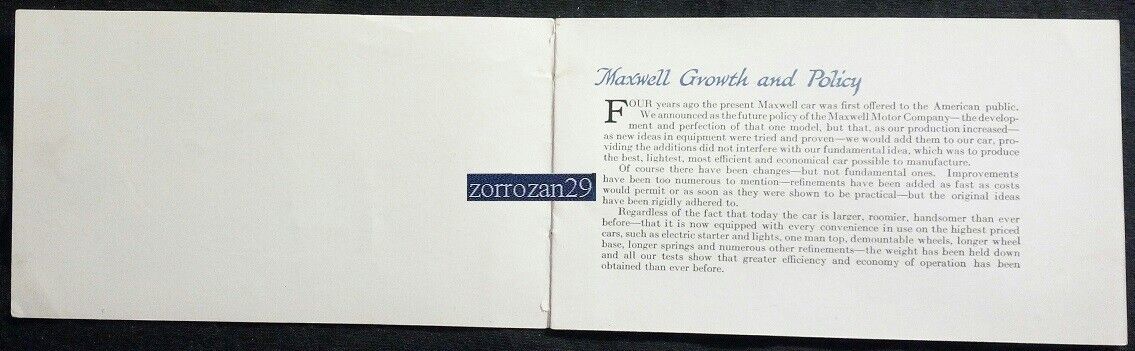 Maxwell Growth and Policy
FOUR years ago the present Maxwell car was first offered to the American public.
We announced as the future policy of the Maxwell Motor Company—the develop-
ment and perfection of that one model, but that, as our production increased—
as new ideas in equipment were tried and proven—we would add them to our car, pro-
viding the additions did not interfere with our fundamental idea, which was to produce
the best, lightest, most efficient and economical car possible to manufacture.
Of course there have been changes—but not fundamental ones. Improvements
have been too numerous to mention—refinements have been added as fast as costs
would permit or as soon as they were shown to be practical—but the original ideas
have been rigidly adhered to.
Regardless of the fact that today the car is larger, roomier, handsomer than ever
before—that it is now equipped with every convenience in use on the highest priced
cars, such as electric starter and lights, one man top, demountable wheels, longer wheel
base, longer springs and numerous other refinements—the weight has been held down
and all our tests show that greater efficiency and economy of operation has been
obtained than ever before.
zorrozan29